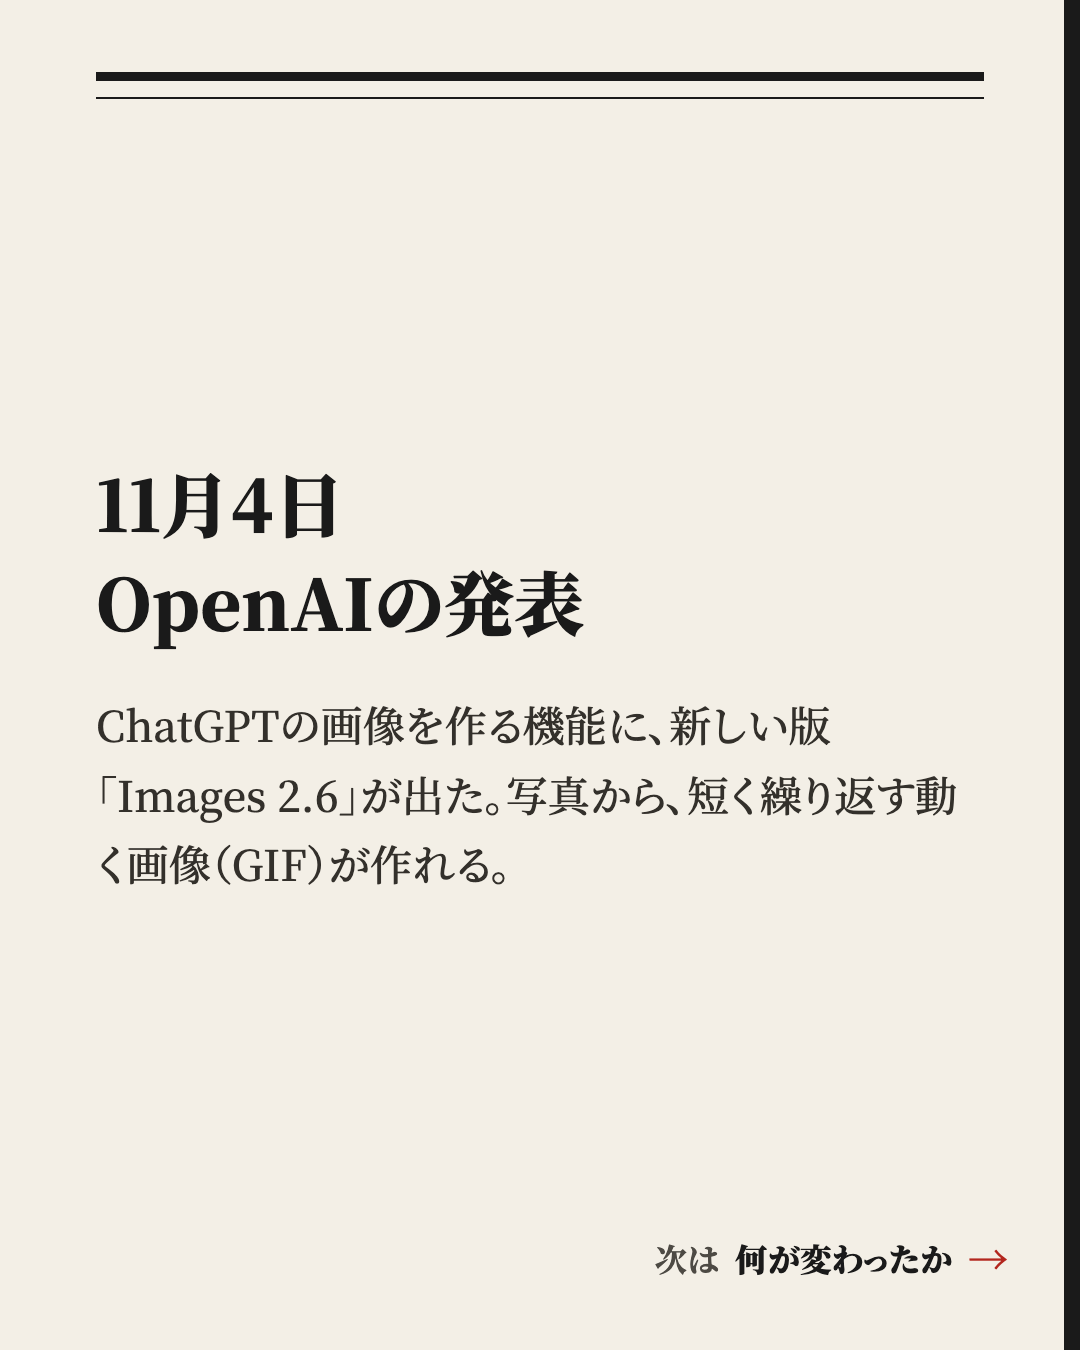 11月4日
OpenAIの発表
ChatGPTの画像を作る機能に、新しい版
「Images 2.6」が出た。写真から、短く繰り返す動
く画像（GIF）が作れる。
次は 何が変わったか →